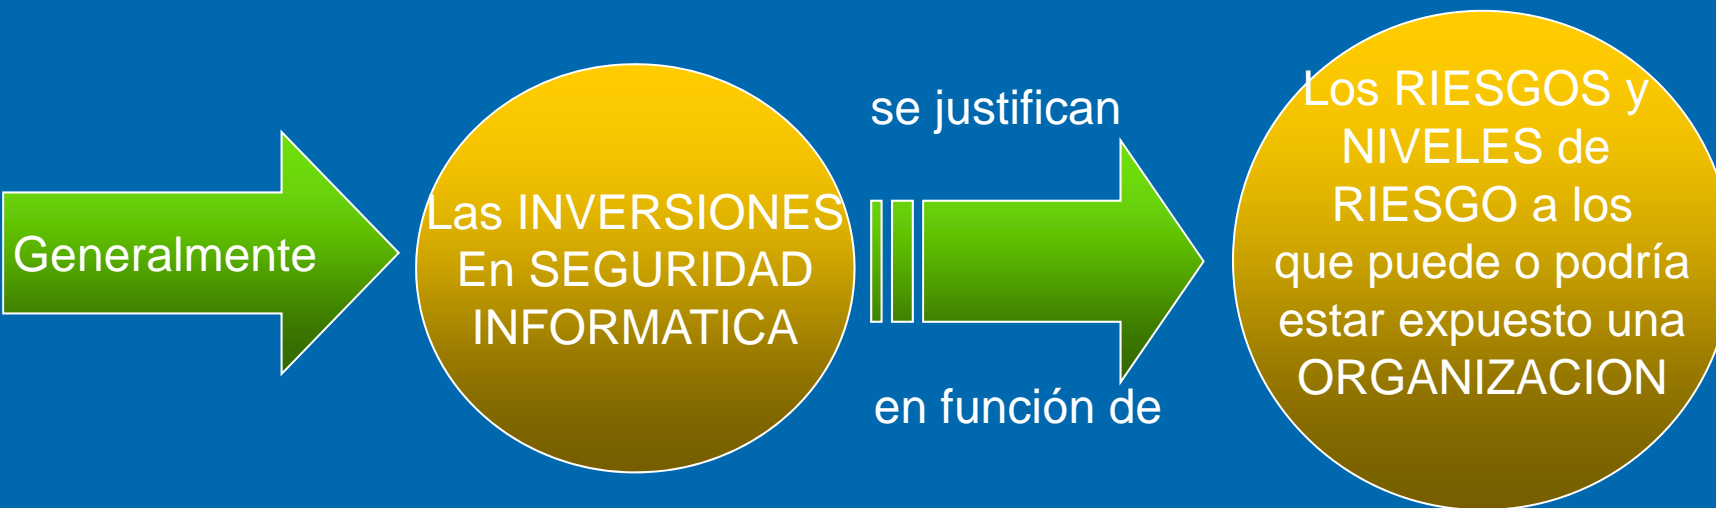 Generalmente
Las INVERSIONES
En SEGURIDAD
INFORMATICA
se justifican
en función de
Los RIESGOS y
NIVELES de
RIESGO a los
que puede o podría
estar expuesto una
ORGANIZACION